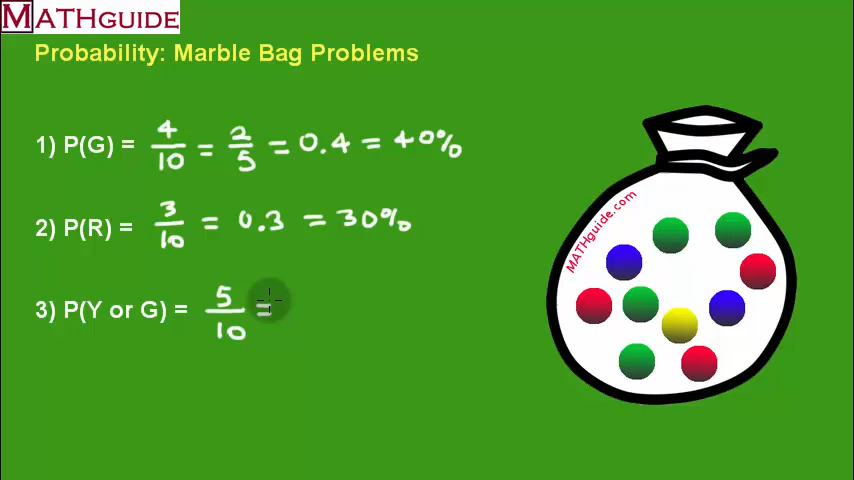 MATHGUIDE
Probability: Marble Bag Problems
1) P(G) = 4/10 = 2/5 = 0.4 = 40%
2) P(R) = 3/10 = 0.3 = 30%
3) P(Y or G) = 5/10 =
MATHguide.com